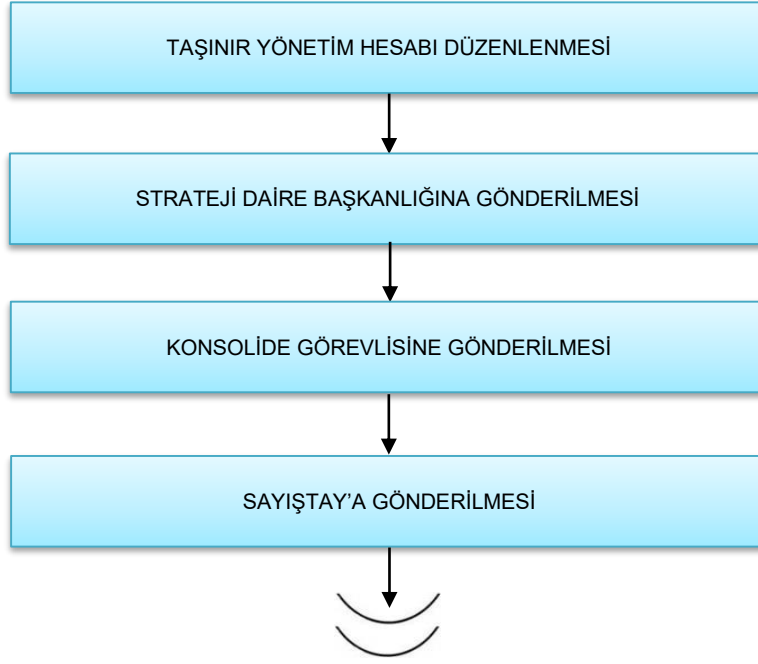 TAŞINIR YÖNETİM HESABI DÜZENLENMESİ
STRATEJİ DAİRE BAŞKANLIĞINA GÖNDERİLMESİ
KONSOLİDE GÖREVLİSİNE GÖNDERİLMESİ
SAYIŞTAY’A GÖNDERİLMESİ